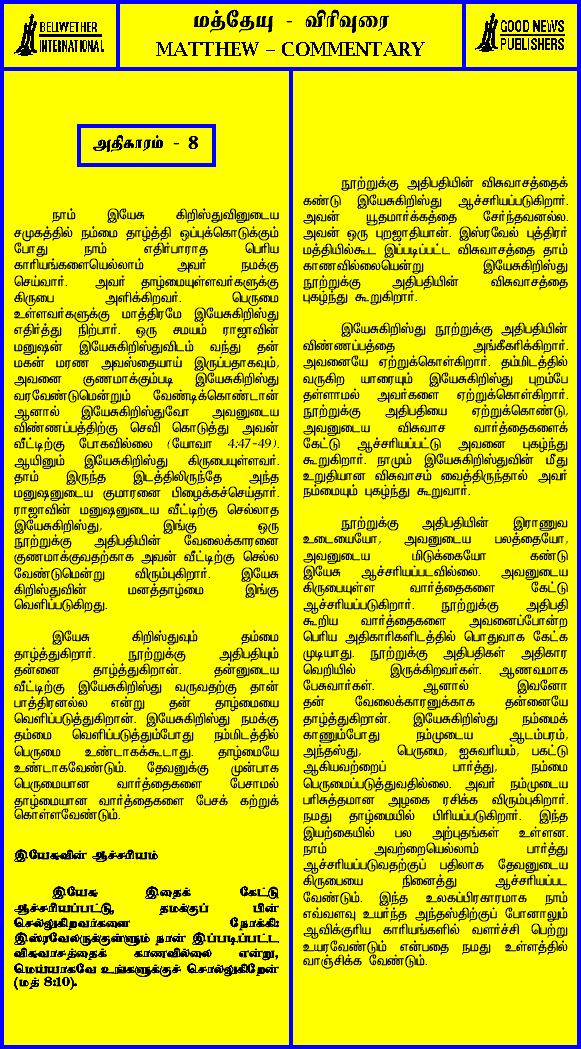 BELIWETHER
INTERNATIONAL
மத்தேயு - விரிவுரை
MATTHEW – COMMENTARY
GOOD NEWS
PUBLISHERS
அதிகாரம் - 8
நாம் இயேசு கிறிஸ்துவினுடைய
சமுகத்தில் நம்மை தாழ்த்தி ஒப்புக்கொடுக்கும்
போது நாம் எதிர்பாராத பெரிய
காரியங்களையெல்லாம் அவர் நமக்கு
செய்வார். அவர் தாழ்மையுள்ளவர்களுக்கு
கிருபை அளிக்கிறவர். பெருமை
உள்ளவர்களுக்கு மாத்திரமே இயேசுகிறிஸ்து
எதிர்த்து நிற்பார். ஒரு சமயம் ராஜாவின்
மனுஷன் இயேசுகிறிஸ்துவிடம் வந்து தன்
மகன் மரண அவஸ்தையாய் இருப்பதாகவும்,
அவனை குணமாக்கும்படி இயேசுகிறிஸ்து
வரவேண்டுமென்றும் வேண்டிக்கொண்டான்
ஆனால் இயேசுகிறிஸ்துவோ அவனுடைய
விண்ணப்பத்திற்கு செவி கொடுத்து அவன்
வீட்டிற்கு போகவில்லை (யோவா 4:47-49).
ஆயினும் இயேசுகிறிஸ்து கிருபையுள்ளவர்.
தாம் இருந்த இடத்திலிருந்தே அந்த
மனுஷனுடைய குமாரனை பிழைக்கச்செய்தார்.
ராஜாவின் மனுஷனுடைய வீட்டிற்கு செல்லாத
இயேசுகிறிஸ்து, இங்கு ஒரு
நூற்றுக்கு அதிபதியின் வேலைக்காரனை
குணமாக்குவதற்காக அவன் வீட்டிற்கு செல்ல
வேண்டுமென்று விரும்புகிறார். இயேசு
கிறிஸ்துவின் மனத்தாழ்மை இங்கு
வெளிப்படுகிறது.
இயேசு கிறிஸ்துவும் தம்மை
தாழ்த்துகிறார். நூற்றுக்கு அதிபதியும்
தன்னை தாழ்த்துகிறான். தன்னுடைய
வீட்டிற்கு இயேசுகிறிஸ்து வருவதற்கு தான்
பாத்திரனல்ல என்று தன் தாழ்மையை
வெளிப்படுத்துகிறான். இயேசுகிறிஸ்து நமக்கு
தம்மை வெளிப்படுத்தும்போது நம்மிடத்தில்
பெருமை உண்டாகக்கூடாது. தாழ்மையே
உண்டாகவேண்டும். தேவனுக்கு முன்பாக
பெருமையான வார்த்தைகளை பேசாமல்
தாழ்மையான வார்த்தைகளை பேசக் கற்றுக்
கொள்ளவேண்டும்.
இயேசுவின் ஆச்சரியம்
இயேசு இதைக் கேட்டு
ஆச்சரியப்பட்டு, தமக்குப் பின்
செல்லுகிறவர்களை நோக்கி:
இஸ்ரவேலருக்குள்ளும் நான் இப்படிப்பட்ட
விசுவாசத்தைக் காணவில்லை என்று,
மெய்யாகவே உங்களுக்குச் சொல்லுகிறேன்
(மத் 8:10).
நூற்றுக்கு அதிபதியின் விசுவாசத்தைக்
கண்டு இயேசுகிறிஸ்து ஆச்சரியப்படுகிறார்.
அவன் யூதமார்க்கத்தை சேர்ந்தவனல்ல.
அவன் ஒரு புறஜாதியான். இஸ்ரவேல் புத்திரர்
மத்தியில்கூட இப்படிப்பட்ட விசுவாசத்தை தாம்
காணவில்லையென்று இயேசுகிறிஸ்து
நூற்றுக்கு அதிபதியின் விசுவாசத்தை
புகழ்ந்து கூறுகிறார்.
இயேசுகிறிஸ்து நூற்றுக்கு அதிபதியின்
விண்ணப்பத்தை அங்கீகரிக்கிறார்.
அவனையே ஏற்றுக்கொள்கிறார். தம்மிடத்தில்
வருகிற யாரையும் இயேசுகிறிஸ்து புறம்பே
தள்ளாமல் அவர்களை ஏற்றுக்கொள்கிறார்.
நூற்றுக்கு அதிபதியை ஏற்றுக்கொண்டு,
அவனுடைய விசுவாச வார்த்தைகளைக்
கேட்டு ஆச்சரியப்பட்டு அவனை புகழ்ந்து
கூறுகிறார். நாமும் இயேசுகிறிஸ்துவின் மீது
உறுதியான விசுவாசம் வைத்திருந்தால் அவர்
நம்மையும் புகழ்ந்து கூறுவார்.
நூற்றுக்கு அதிபதியின் இராணுவ
உடையையோ, அவனுடைய பலத்தையோ,
அவனுடைய மிடுக்கையோ கண்டு
இயேசு ஆச்சரியப்படவில்லை. அவனுடைய
கிருபையுள்ள வார்த்தைகளை கேட்டு
ஆச்சரியப்படுகிறார். நூற்றுக்கு அதிபதி
கூறிய வார்த்தைகளை அவனைப்போன்ற
பெரிய அதிகாரிகளிடத்தில் பொதுவாக கேட்க
முடியாது. நூற்றுக்கு அதிபதிகள் அதிகார
வெறியில் இருக்கிறவர்கள். ஆணவமாக
பேசுவார்கள். ஆனால் இவனோ
தன் வேலைக்காரனுக்காக தன்னையே
தாழ்த்துகிறான். இயேசுகிறிஸ்து நம்மைக்
காணும்போது நம்முடைய ஆடம்பரம்,
அந்தஸ்து, பெருமை, ஐசுவரியம், பகட்டு
ஆகியவற்றைப் பார்த்து, நம்மை
பெருமைப்படுத்துவதில்லை. அவர் நம்முடைய
பரிசுத்தமான அழகை ரசிக்க விரும்புகிறார்.
நமது தாழ்மையில் பிரியப்படுகிறார். இந்த
இயற்கையில் பல அற்புதங்கள் உள்ளன.
நாம் அவற்றையெல்லாம் பார்த்து
ஆச்சரியப்படுவதற்குப் பதிலாக தேவனுடைய
கிருபையை நினைத்து ஆச்சரியப்பட
வேண்டும். இந்த உலகப்பிரகாரமாக நாம்
எவ்வளவு உயர்ந்த அந்தஸ்திற்குப் போனாலும்
ஆவிக்குரிய காரியங்களில் வளர்ச்சி பெற்று
உயரவேண்டும் என்பதை நமது உள்ளத்தில்
வாஞ்சிக்க வேண்டும்.